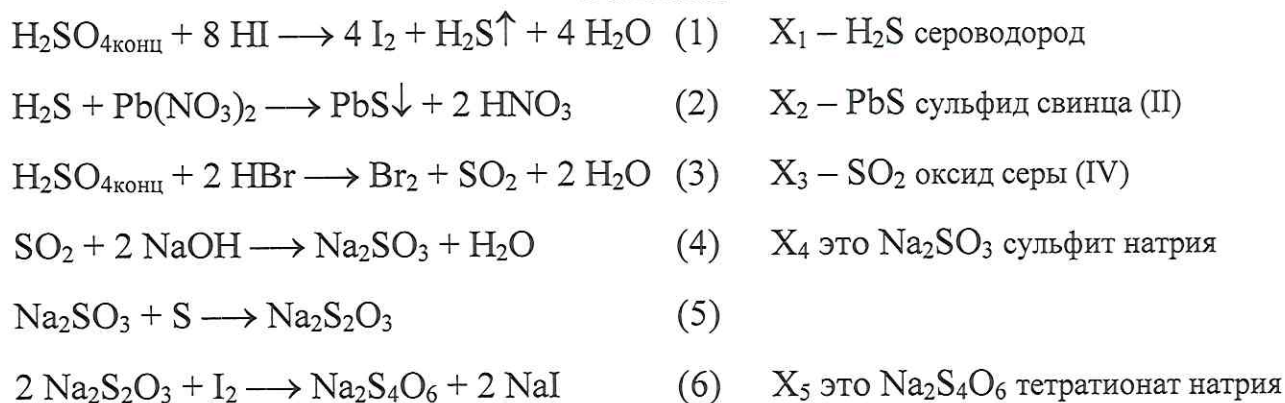 H₂SO₄конц + 8 HI ⟶ 4 I₂ + H₂S↑ + 4 H₂O (1) X₁ – H₂S сероводород
H₂S + Pb(NO₃)₂ ⟶ PbS↓ + 2 HNO₃ (2) X₂ – PbS сульфид свинца (II)
H₂SO₄конц + 2 HBr ⟶ Br₂ + SO₂ + 2 H₂O (3) X₃ – SO₂ оксид серы (IV)
SO₂ + 2 NaOH ⟶ Na₂SO₃ + H₂O (4) X₄ это Na₂SO₃ сульфит натрия
Na₂SO₃ + S ⟶ Na₂S₂O₃ (5)
2 Na₂S₂O₃ + I₂ ⟶ Na₂S₄O₆ + 2 NaI (6) X₅ это Na₂S₄O₆ тетратионат натрия